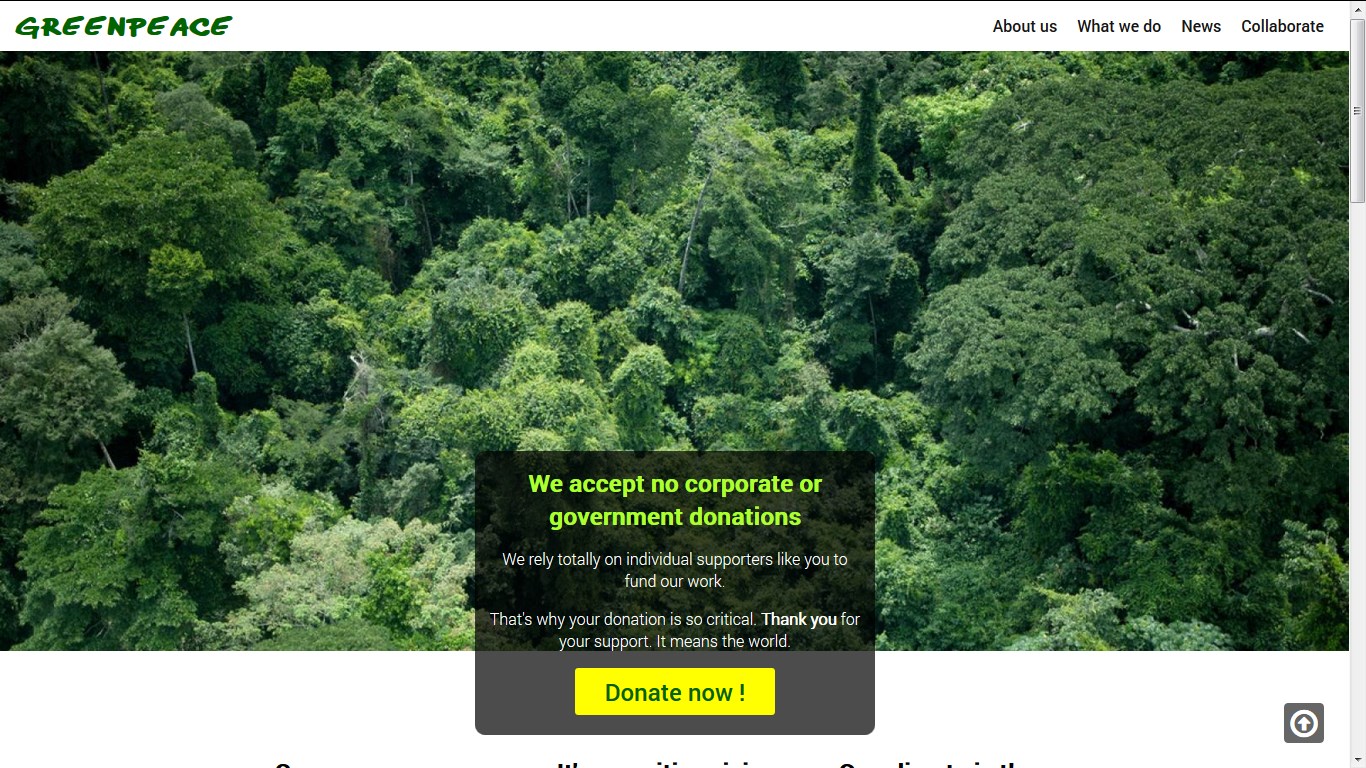 GREENPEACE
About us What we do News Collaborate
We accept no corporate or
government donations
We rely totally on individual supporters like you to
fund our work.
That's why your donation is so critical. Thank you for
your support. It means the world.
Donate now !